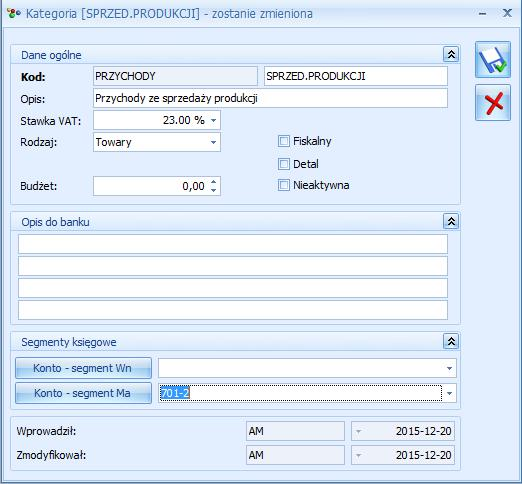 Kategoria [SPRZED.PRODUKCJI] - zostanie zmieniona
Dane ogólne
Kod: PRZYCHODY SPRZED.PRODUKCJI
Opis: Przychody ze sprzedaży produkcji
Stawka VAT: 23.00 %
Rodzaj: Towary Fiskalny
Detal
Budżet: 0,00 Nieaktywna
Opis do banku
Segmenty księgowe
Konto - segment Wn
Konto - segment Ma 701-2
Wprowadził: AM 2015-12-20
Zmodyfikował: AM 2015-12-20